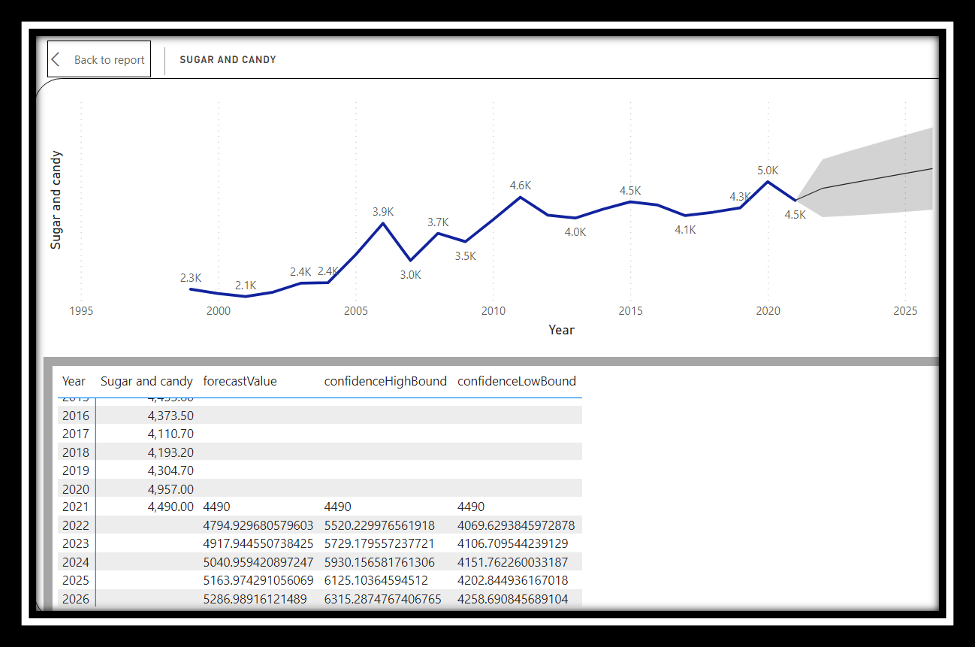 Back to report SUGAR AND CANDY
Sugar and candy
5.0K
4.6K
4.5K
4.3K
3.9K
3.7K
4.5K
4.1K
4.0K
3.5K
3.0K
2.4K 2.4K
2.3K
2.1K
1995 2000 2005 2010 2015 2020 2025
Year
Year Sugar and candy forecastValue confidenceHighBound confidenceLowBound
2016 4,373.50
2017 4,110.70
2018 4,193.20
2019 4,304.70
2020 4,957.00
2021 4,490.00 4490 4490 4490
2022 4794.929680579603 5520.229976561918 4069.6293845972878
2023 4917.944550738425 5729.179557237721 4106.709544239129
2024 5040.959420897247 5930.156581761306 4151.762260033187
2025 5163.974291056069 6125.10364594512 4202.844936167018
2026 5286.98916121489 6315.2874767406765 4258.690845689104